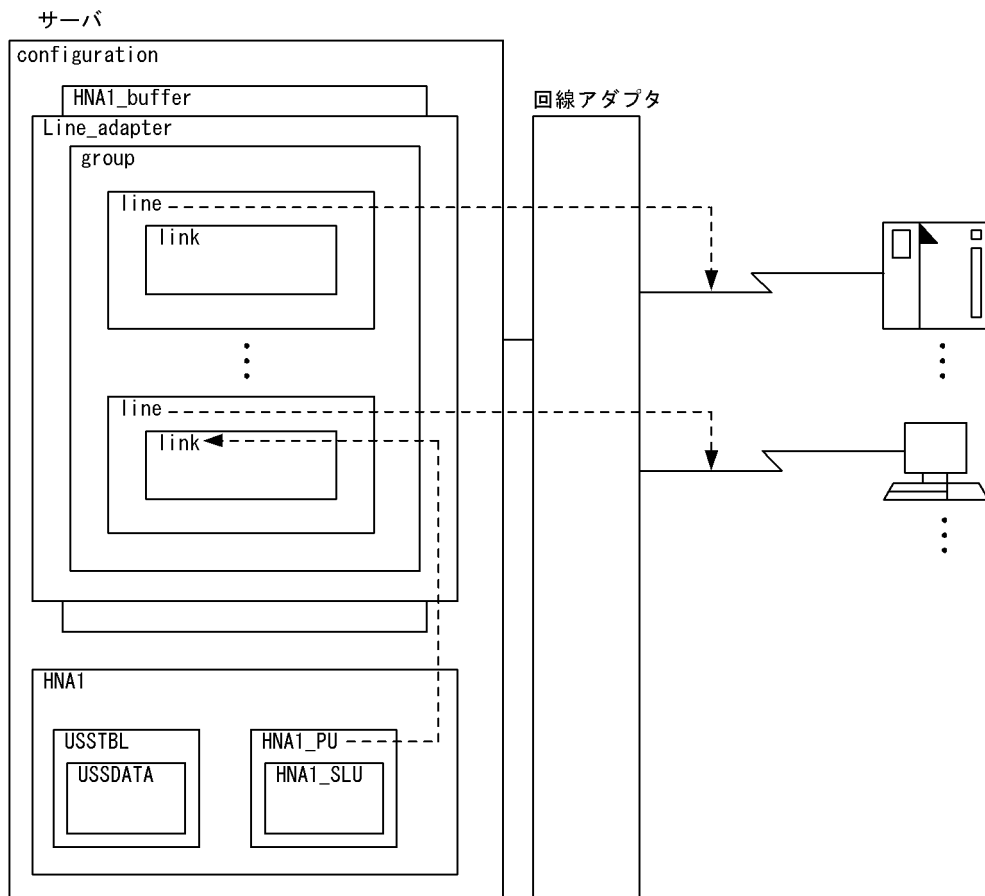 サーバ
configuration
HNA1_buffer
回線アダプタ
Line_adapter
group
line
link
line
link
HNA1
USSTBL
HNA1_PU
USSDATA
HNA1_SLU